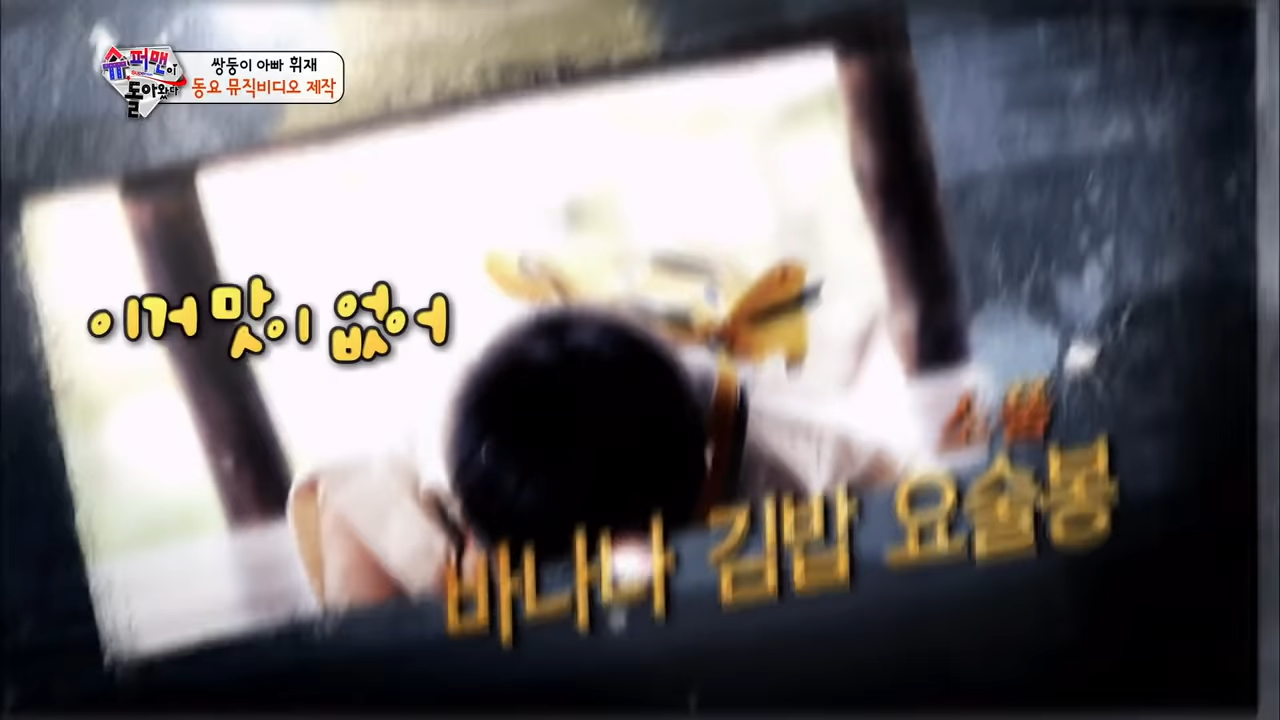 슈퍼맨이
돌아왔다
쌍둥이 아빠 휘재
동요 뮤직비디오 제작
이거 맛이 없어
바나나 김밥 요술봉